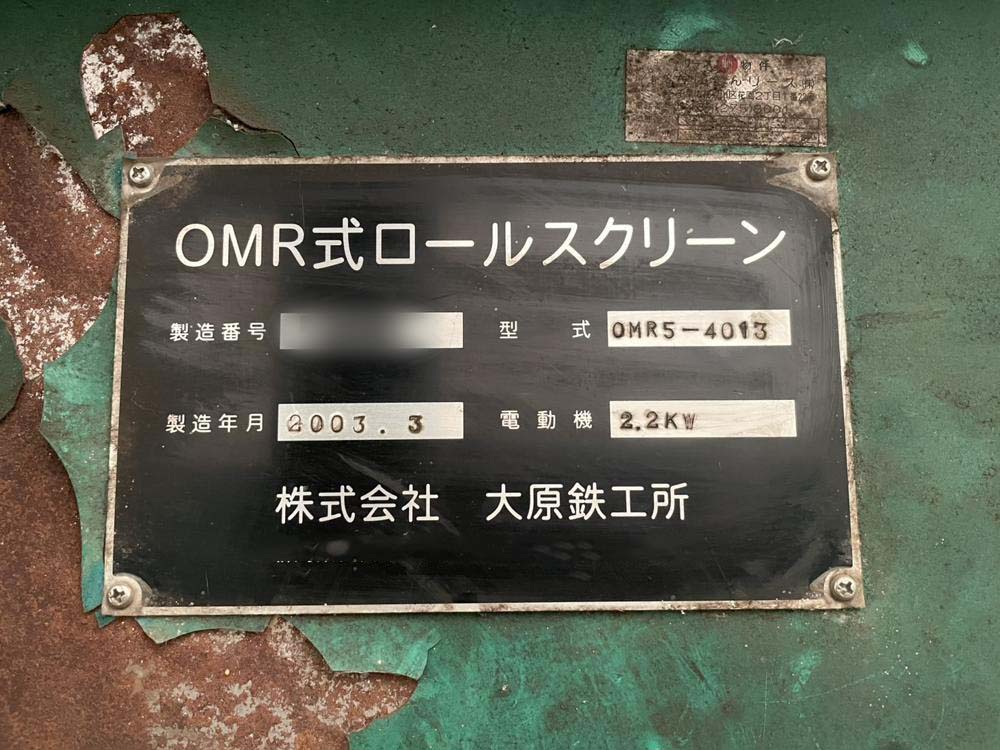 物件
OMR式ロールスクリーン
製造番号
型式 OMR5-4013
製造年月 2003.3
電動機 2.2KW
株式会社 大原鉄工所